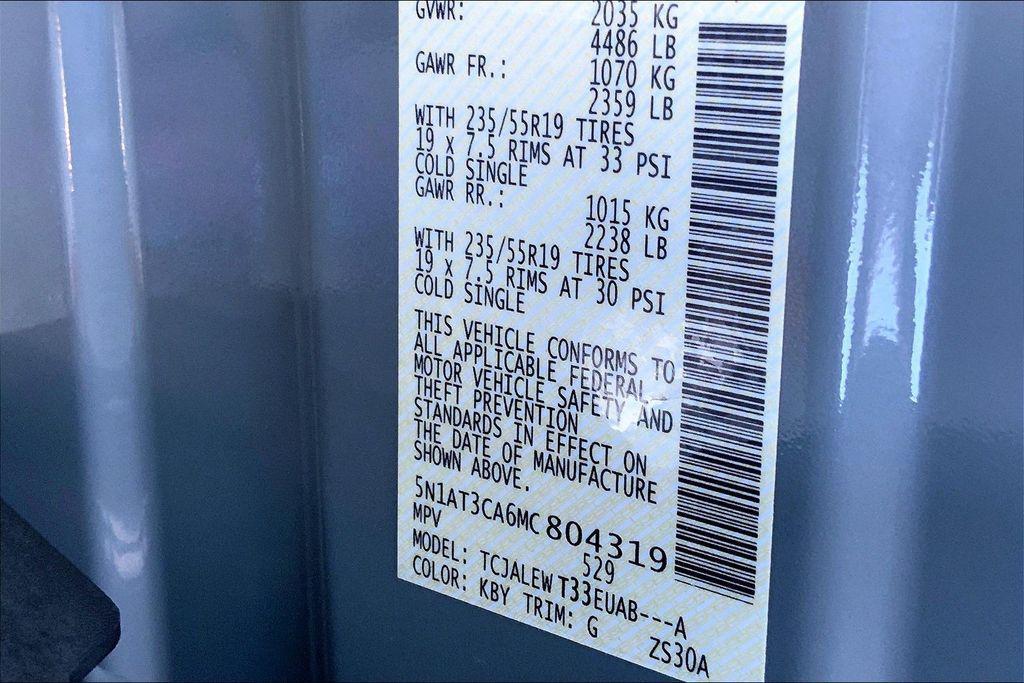 GVWR: 2035 KG
4486 LB
GAWR FR.: 1070 KG
2359 LB
WITH 235/55R19 TIRES
19 X 7.5 RIMS AT 33 PSI
COLD SINGLE
GAWR RR.: 1015 KG
2238 LB
WITH 235/55R19 TIRES
19 X 7.5 RIMS AT 30 PSI
COLD SINGLE
THIS VEHICLE CONFORMS TO
ALL APPLICABLE FEDERAL
MOTOR VEHICLE SAFETY AND
THEFT PREVENTION
STANDARDS IN EFFECT ON
THE DATE OF MANUFACTURE
SHOWN ABOVE.
5N1AT3CA6MC804319
MPV 529
MODEL: TCJALEWT33EUAB---A
COLOR: KBY TRIM: G ZS30A